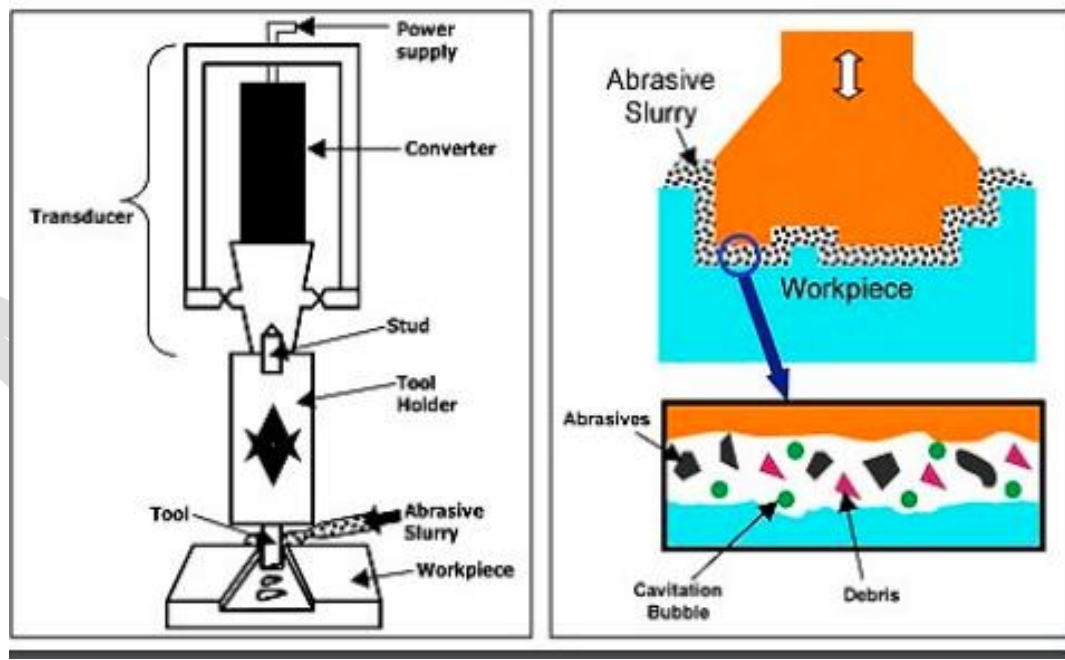 Power
supply
Converter
Transducer
Stud
Tool
Holder
Tool
Abrasive
Slurry
Workpiece
Abrasive
Slurry
Workpiece
Abrasives
Cavitation
Bubble
Debris